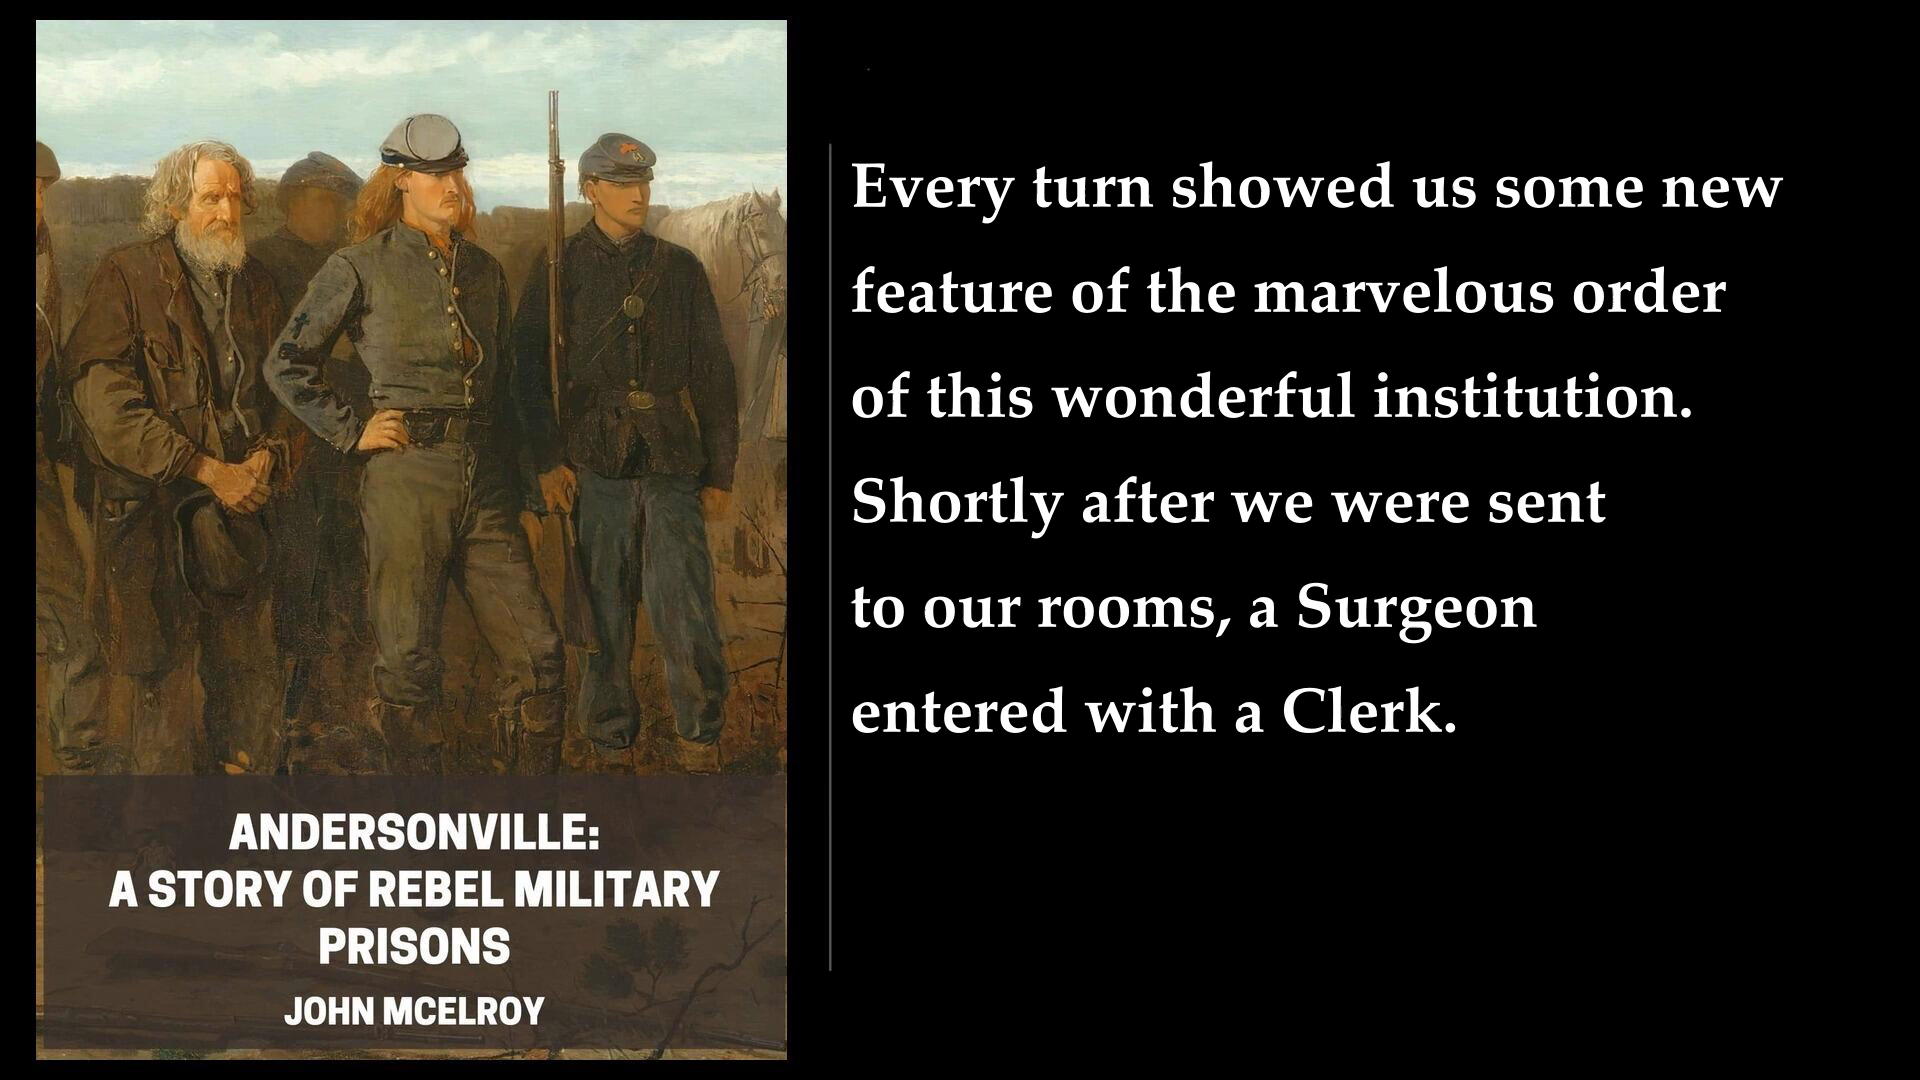 Every turn showed us some new
feature of the marvelous order
of this wonderful institution.
Shortly after we were sent
to our rooms, a Surgeon
entered with a Clerk.
ANDERSONVILLE:
A STORY OF REBEL MILITARY
PRISONS
JOHN MCELROY